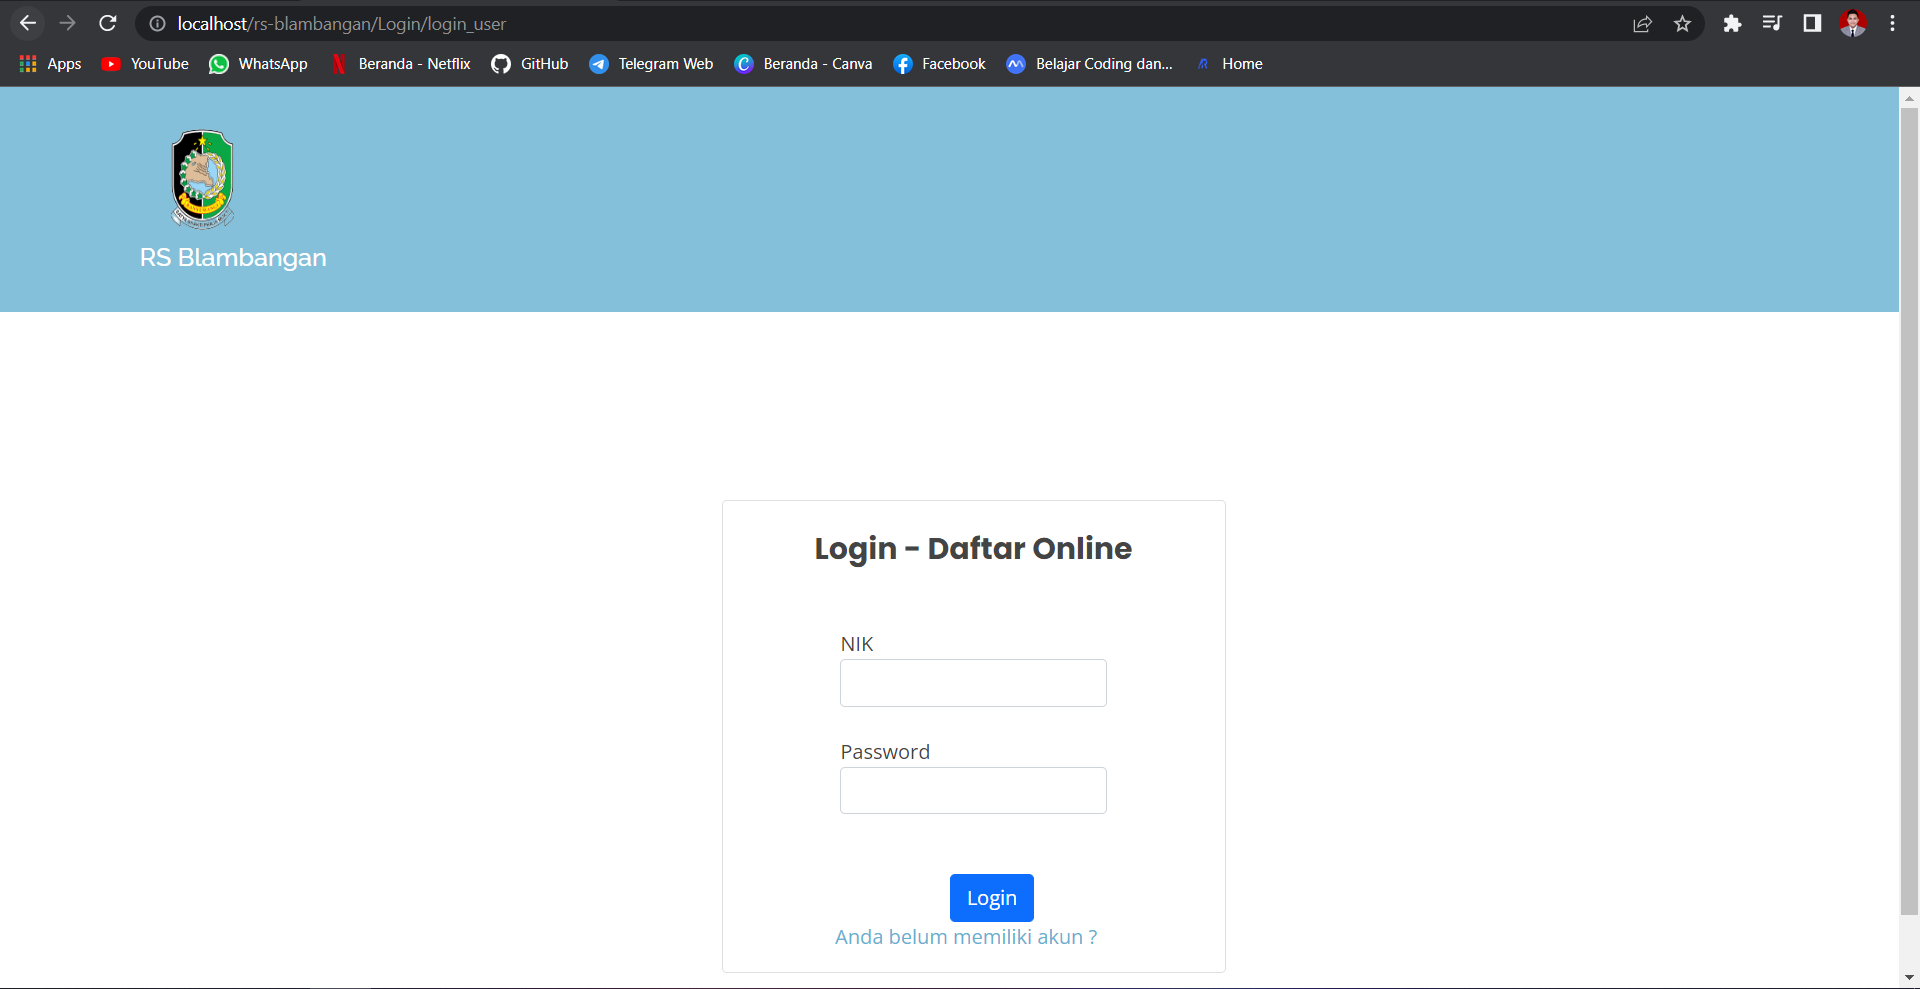 localhost/rs-blambangan/Login/login_user
Apps YouTube WhatsApp Beranda - Netflix GitHub Telegram Web Beranda - Canva Facebook Belajar Coding dan... Home
RS Blambangan
Login - Daftar Online
NIK
Password
Login
Anda belum memiliki akun ?